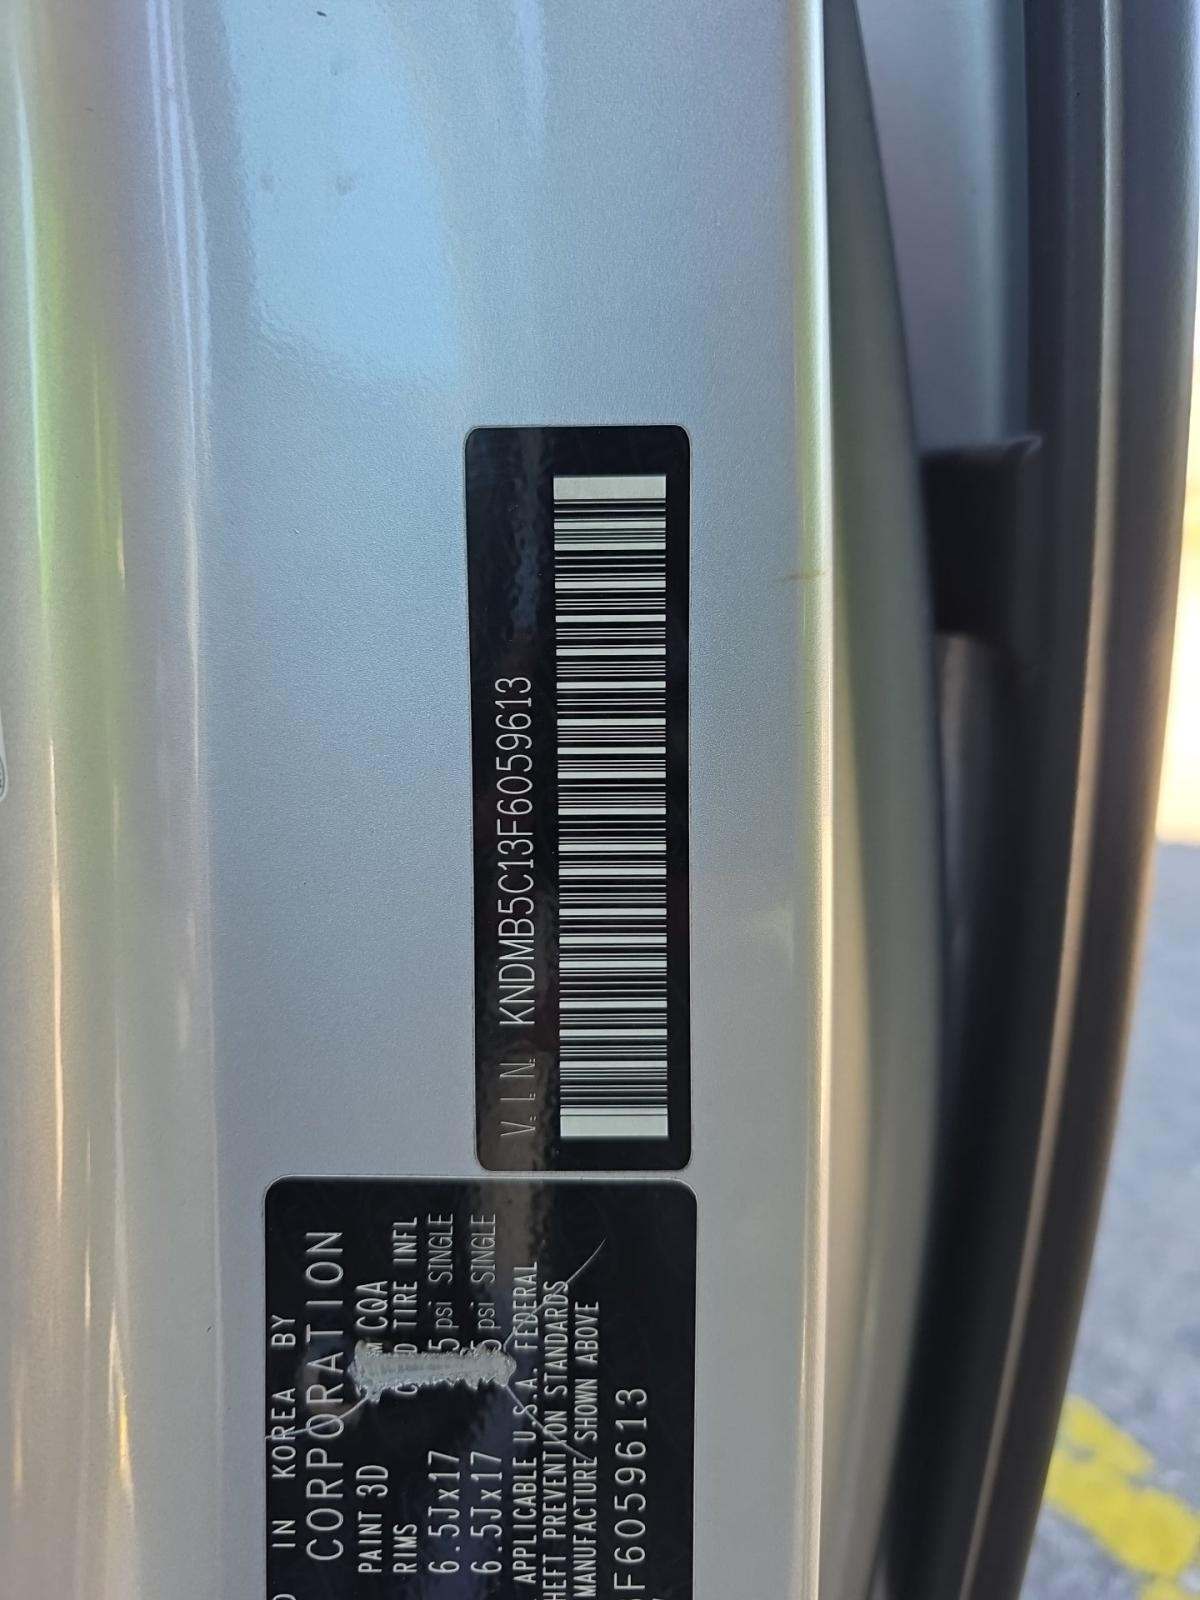 V. I. N. KNDMB5C13F6059613
IN KOREA BY
CORPORATION
PAINT 3D CQA
RIMS TIRE INFL
6.5Jx17 5 psi SINGLE
6.5Jx17 psi SINGLE
APPLICABLE U.S.A. FEDERAL
THEFT PREVENTION STANDARDS
MANUFACTURE SHOWN ABOVE
F6059613